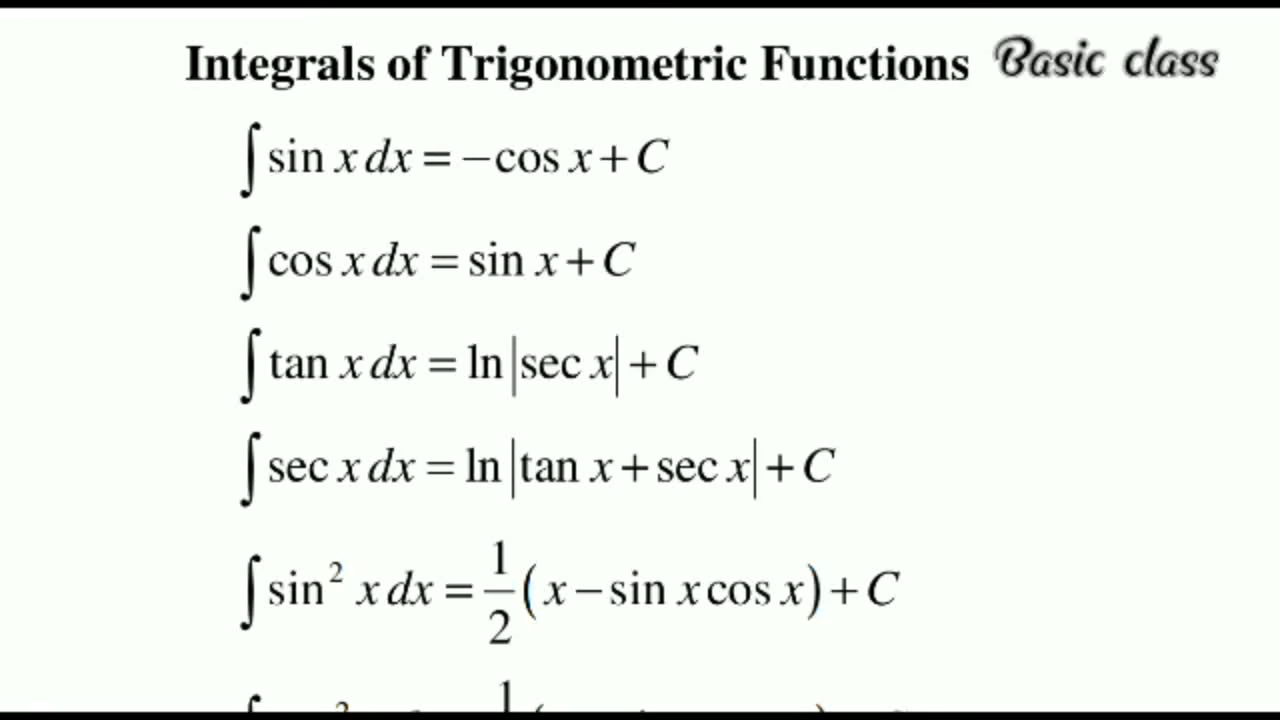 Integrals of Trigonometric Functions Basic class
∫ sin x dx = −cos x + C
∫ cos x dx = sin x + C
∫ tan x dx = ln |sec x| + C
∫ sec x dx = ln |tan x + sec x| + C
∫ sin² x dx = 1/2 (x − sin x cos x) + C